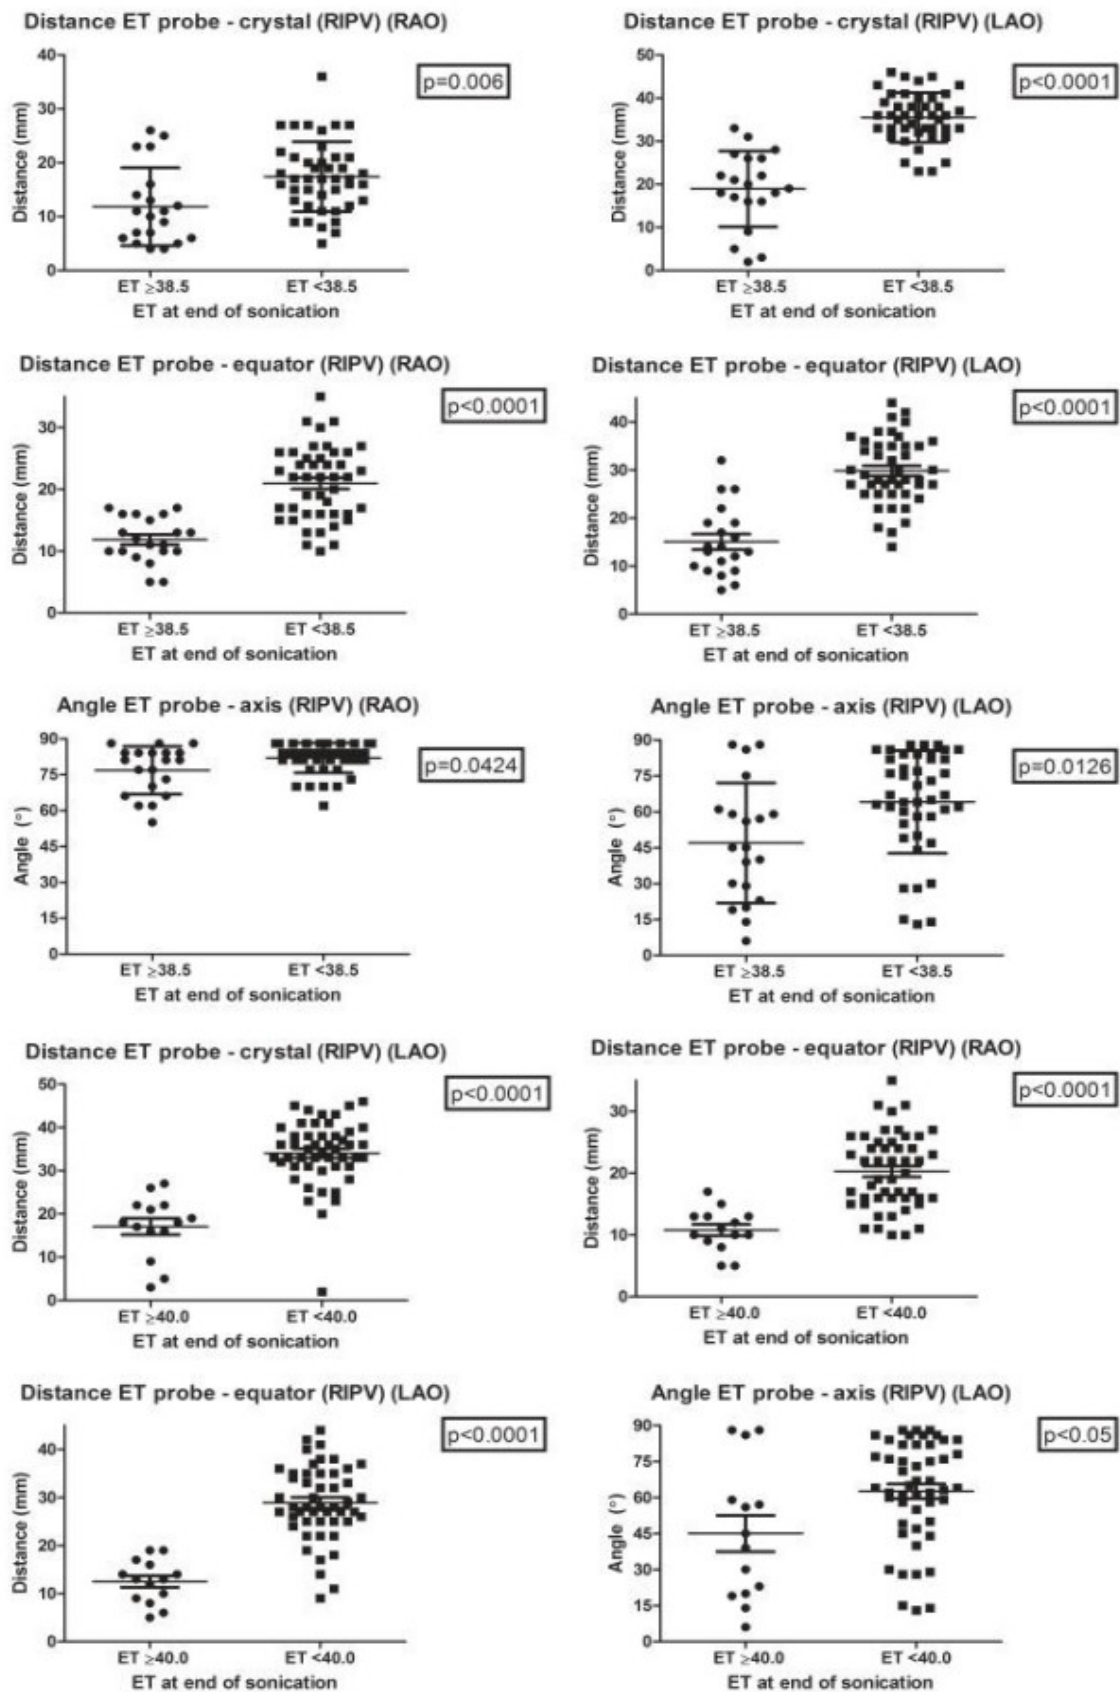 Distance ET probe - crystal (RIPV) (RAO)
40
30
20
10
0
Distance (mm)
p=0.006
ET ≥38.5
ET <38.5
ET at end of sonication
Distance ET probe - crystal (RIPV) (LAO)
50
40
30
20
10
0
Distance (mm)
p<0.0001
ET ≥38.5
ET <38.5
ET at end of sonication
Distance ET probe - equator (RIPV) (RAO)
30
20
10
0
Distance (mm)
p<0.0001
ET ≥38.5
ET <38.5
ET at end of sonication
Distance ET probe - equator (RIPV) (LAO)
40
30
20
10
0
Distance (mm)
p<0.0001
ET ≥38.5
ET <38.5
ET at end of sonication
Angle ET probe - axis (RIPV) (RAO)
90
75
60
45
30
15
0
Angle (°)
p=0.0424
ET ≥38.5
ET <38.5
ET at end of sonication
Angle ET probe - axis (RIPV) (LAO)
90
75
60
45
30
15
0
Angle (°)
p=0.0126
ET ≥38.5
ET <38.5
ET at end of sonication
Distance ET probe - crystal (RIPV) (LAO)
50
40
30
20
10
0
Distance (mm)
p<0.0001
ET ≥40.0
ET <40.0
ET at end of sonication
Distance ET probe - equator (RIPV) (RAO)
30
20
10
0
Distance (mm)
p<0.0001
ET ≥40.0
ET <40.0
ET at end of sonication
Distance ET probe - equator (RIPV) (LAO)
40
30
20
10
0
Distance (mm)
p<0.0001
ET ≥40.0
ET <40.0
ET at end of sonication
Angle ET probe - axis (RIPV) (LAO)
90
75
60
45
30
15
0
Angle (°)
p<0.05
ET ≥40.0
ET <40.0
ET at end of sonication